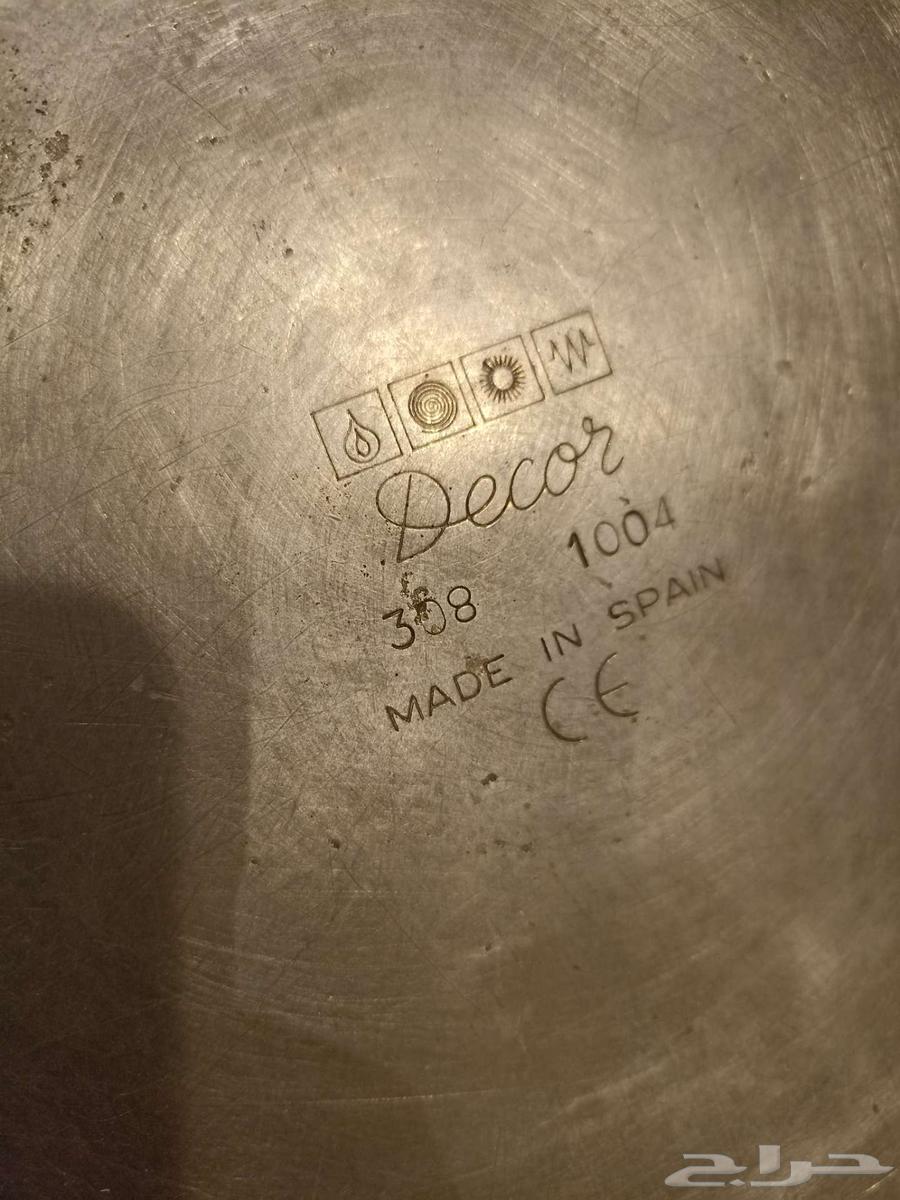 Decor
308 1004
MADE IN SPAIN
CE
حراج